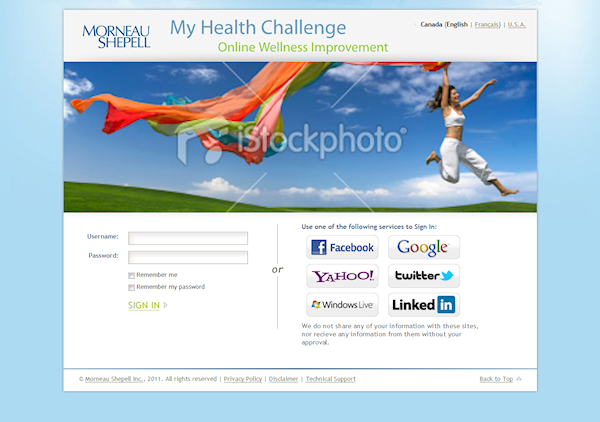 MORNEAU
SHEPELL
My Health Challenge
Online Wellness Improvement
Canada (English | Français) | U.S.A.
iStockphoto
Username:
Password:
Remember me
Remember my password
SIGN IN »
or
Use one of the following services to Sign In:
f Facebook Google
YAHOO! twitter
Windows Live Linked in
We do not share any of your information with these sites,
nor recieve any information from them without your
approval.
© Morneau Shepell Inc., 2011. All rights reserved | Privacy Policy | Disclaimer | Technical Support Back to Top